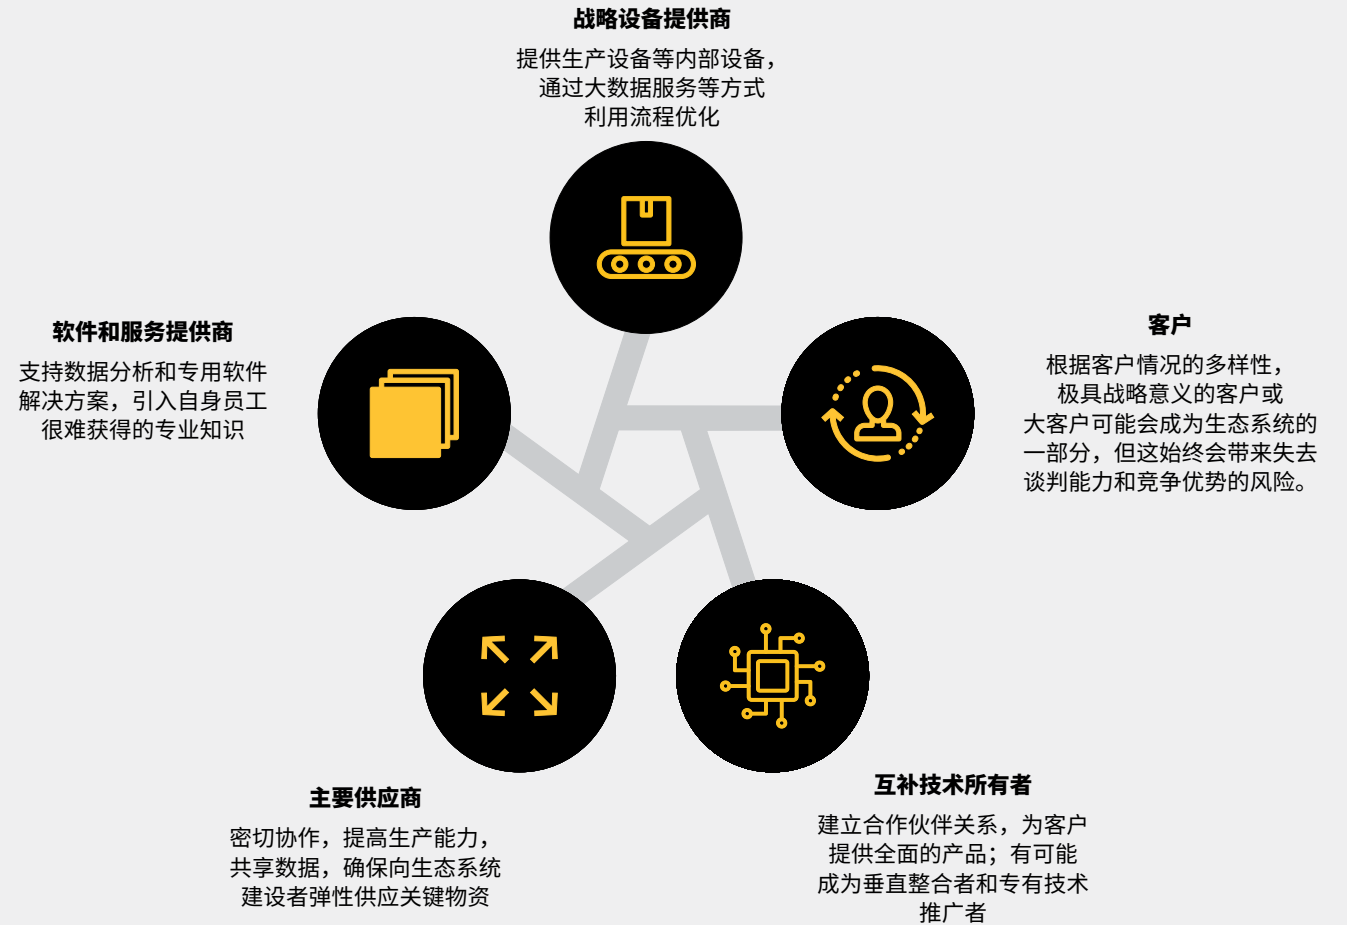 战略设备提供商
提供生产设备等内部设备，
通过大数据服务等方式
利用流程优化
软件和服务提供商
支持数据分析和专用软件
解决方案，引入自身员工
很难获得的专业知识
客户
根据客户情况的多样性，
极具战略意义的客户或
大客户可能会成为生态系统的
一部分，但这始终会带来失去
谈判能力和竞争优势的风险。
主要供应商
密切协作，提高生产能力，
共享数据，确保向生态系统
建设者弹性供应关键物资
互补技术所有者
建立合作伙伴关系，为客户
提供全面的产品；有可能
成为垂直整合者和专有技术
推广者